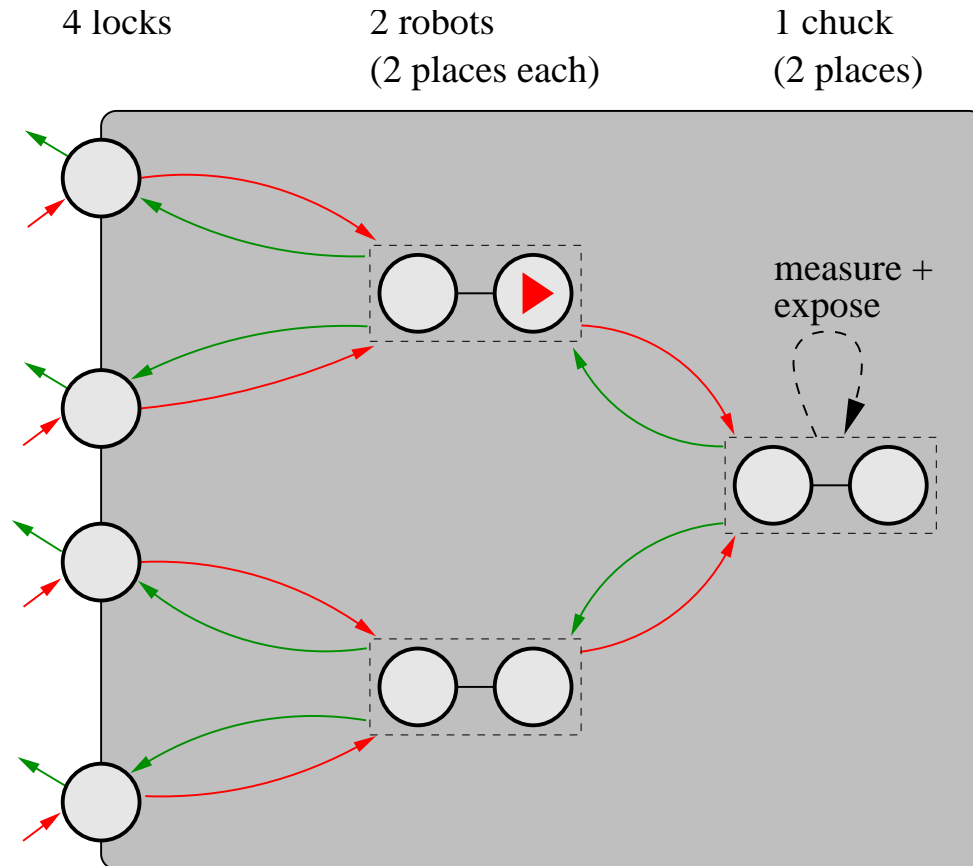 4 locks
2 robots
(2 places each)
1 chuck
(2 places)
measure +
expose